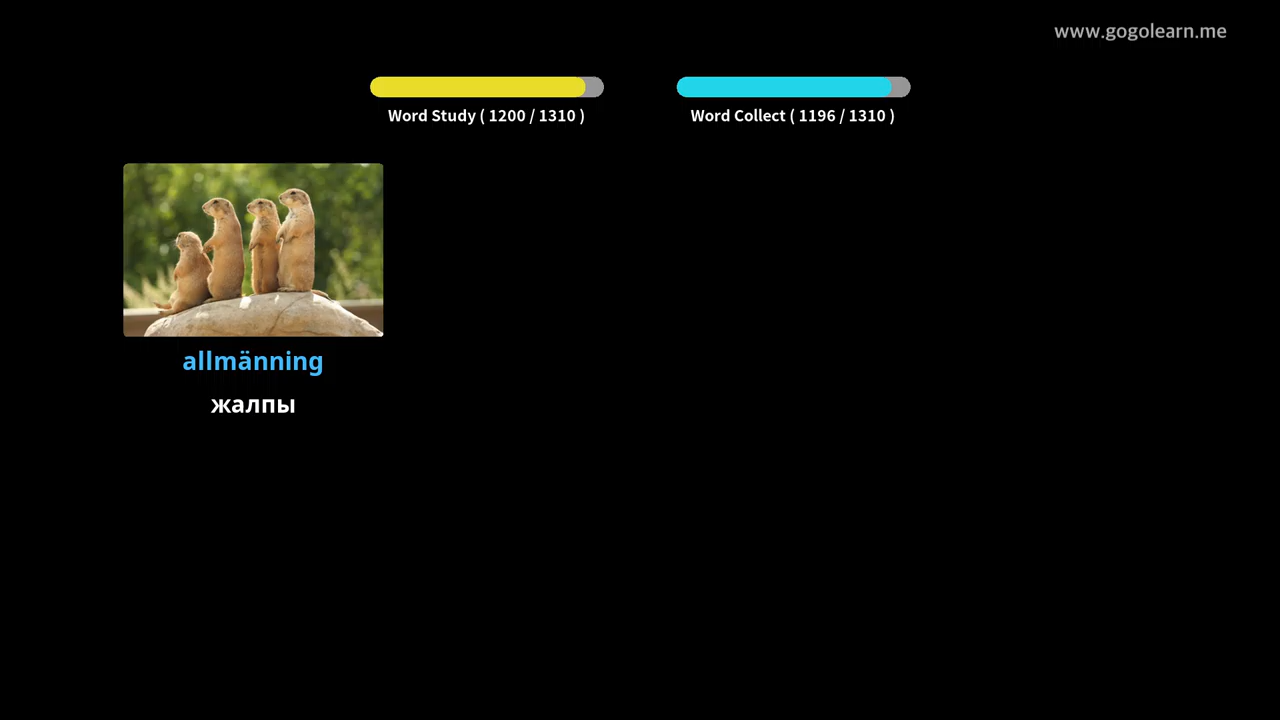 www.gogolearn.me
Word Study ( 1200 / 1310 )
Word Collect ( 1196 / 1310 )
allmänning
жалпы